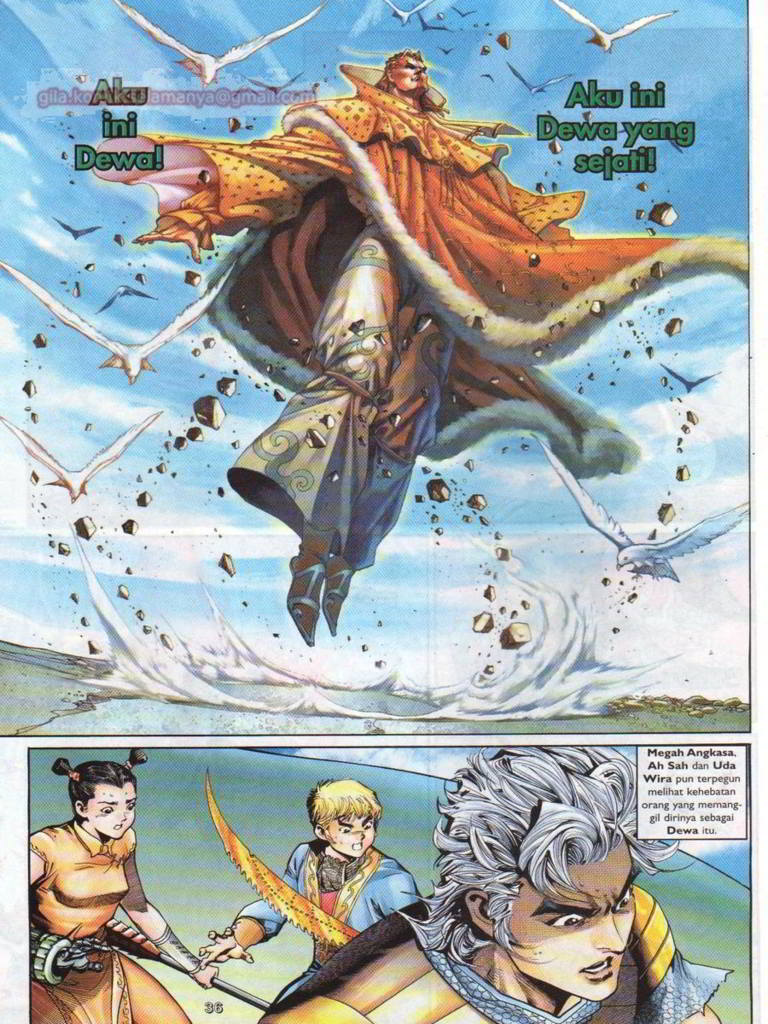 Aku
ini
Dewa!
Aku ini
Dewa yang
sejati!
Megah Angkasa,
Ah Sah dan Uda
Wira pun terpegun
melihat kehebatan
orang yang memang-
gil dirinya sebagai
Dewa itu.
36